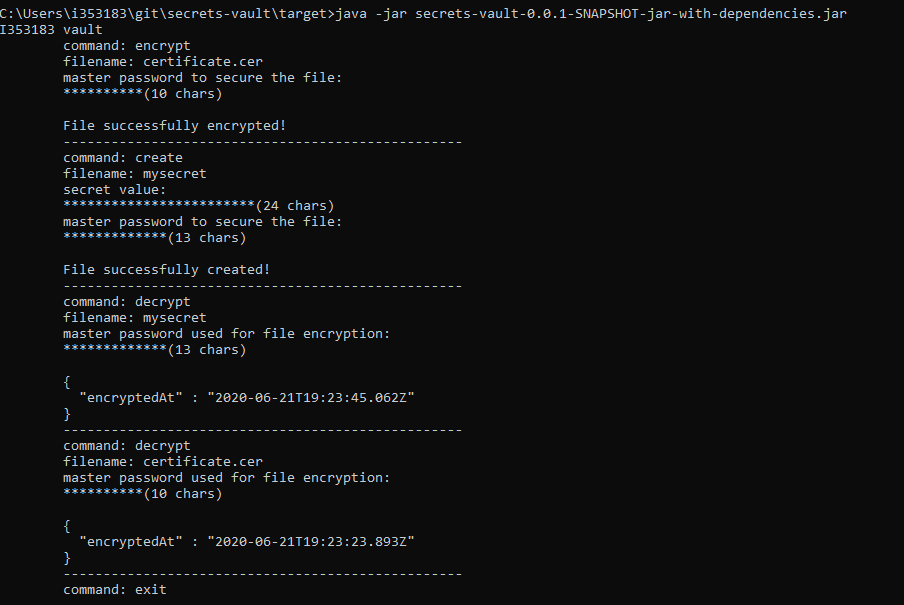 C:\Users\i353183\git\secrets-vault\target>java -jar secrets-vault-0.0.1-SNAPSHOT-jar-with-dependencies.jar
I353183 vault
command: encrypt
filename: certificate.cer
master password to secure the file:
**********(10 chars)
File successfully encrypted!
--------------------------------------------------
command: create
filename: mysecret
secret value:
************************(24 chars)
master password to secure the file:
*************(13 chars)
File successfully created!
--------------------------------------------------
command: decrypt
filename: mysecret
master password used for file encryption:
*************(13 chars)
{
"encryptedAt" : "2020-06-21T19:23:45.062Z"
}
--------------------------------------------------
command: decrypt
filename: certificate.cer
master password used for file encryption:
**********(10 chars)
{
"encryptedAt" : "2020-06-21T19:23:23.893Z"
}
--------------------------------------------------
command: exit